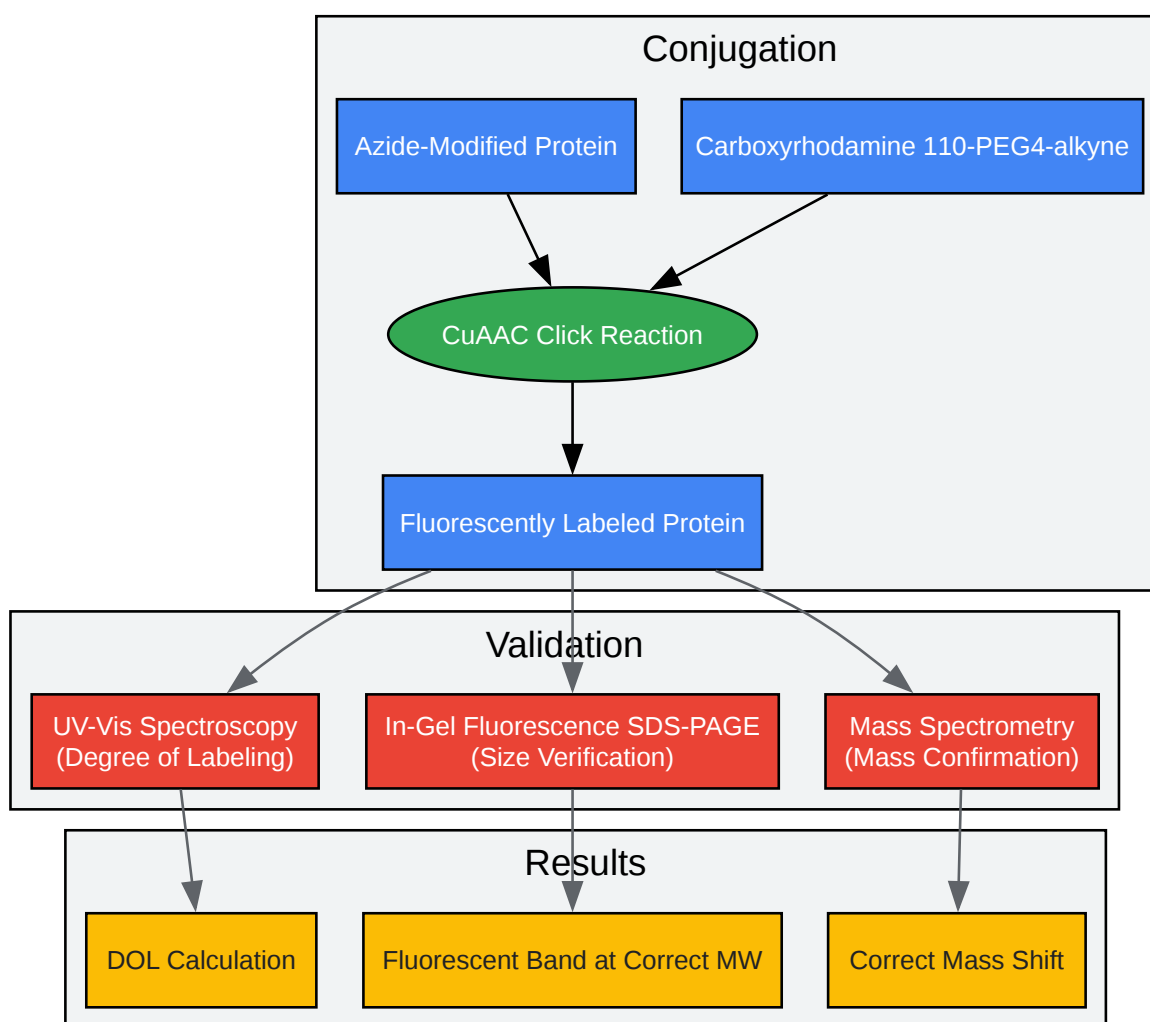 Conjugation
Azide-Modified Protein
Carboxyrhodamine 110-PEG4-alkyne
CuAAC Click Reaction
Fluorescently Labeled Protein
Validation
UV-Vis Spectroscopy
(Degree of Labeling)
In-Gel Fluorescence SDS-PAGE
(Size Verification)
Mass Spectrometry
(Mass Confirmation)
Results
DOL Calculation
Fluorescent Band at Correct MW
Correct Mass Shift